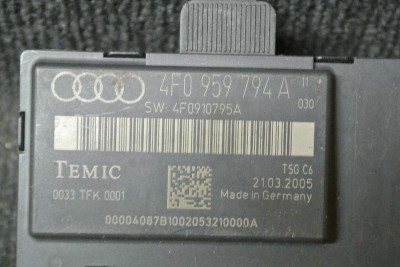 4F0 959 794 A 11
SW. 4F0910795A 030
TEMIC TSG C6
21.03.2005
0033 TFK 0001 Made in Germany
00004087B1002053210000A